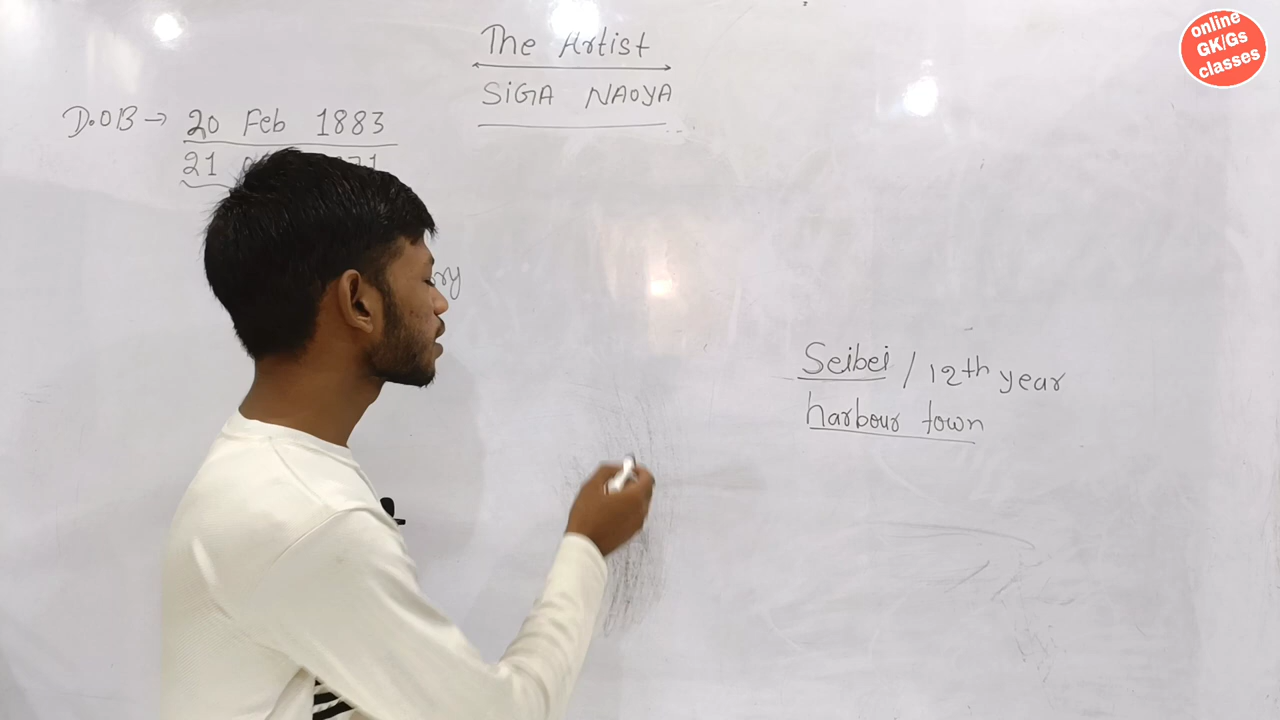 The Artist
SiGA NAOYA
D.OB → 20 Feb 1883
21
Seibei / 12th year
harbour town
online
GK/Gs
classes